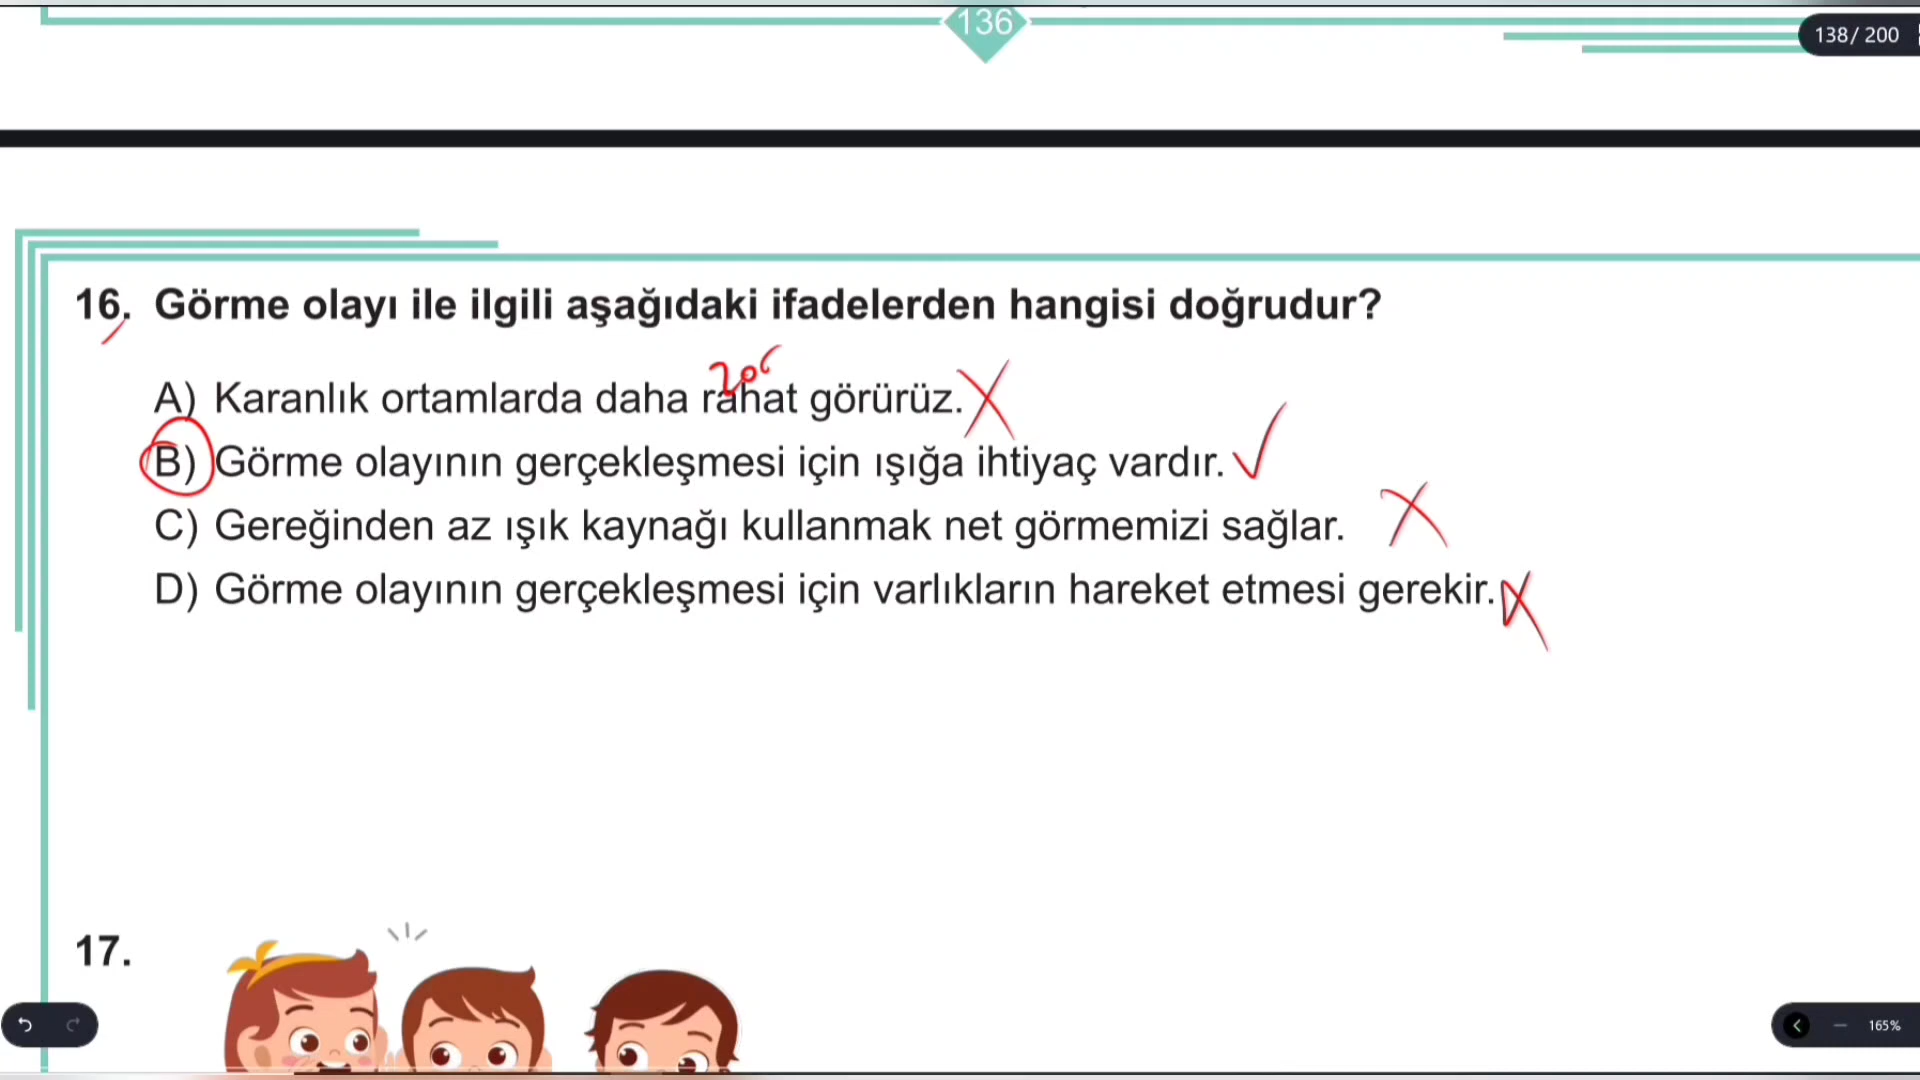 136
138/ 200
16. Görme olayı ile ilgili aşağıdaki ifadelerden hangisi doğrudur?
zor
A) Karanlık ortamlarda daha rahat görürüz.
B) Görme olayının gerçekleşmesi için ışığa ihtiyaç vardır.
C) Gereğinden az ışık kaynağı kullanmak net görmemizi sağlar.
D) Görme olayının gerçekleşmesi için varlıkların hareket etmesi gerekir.
17.
165%